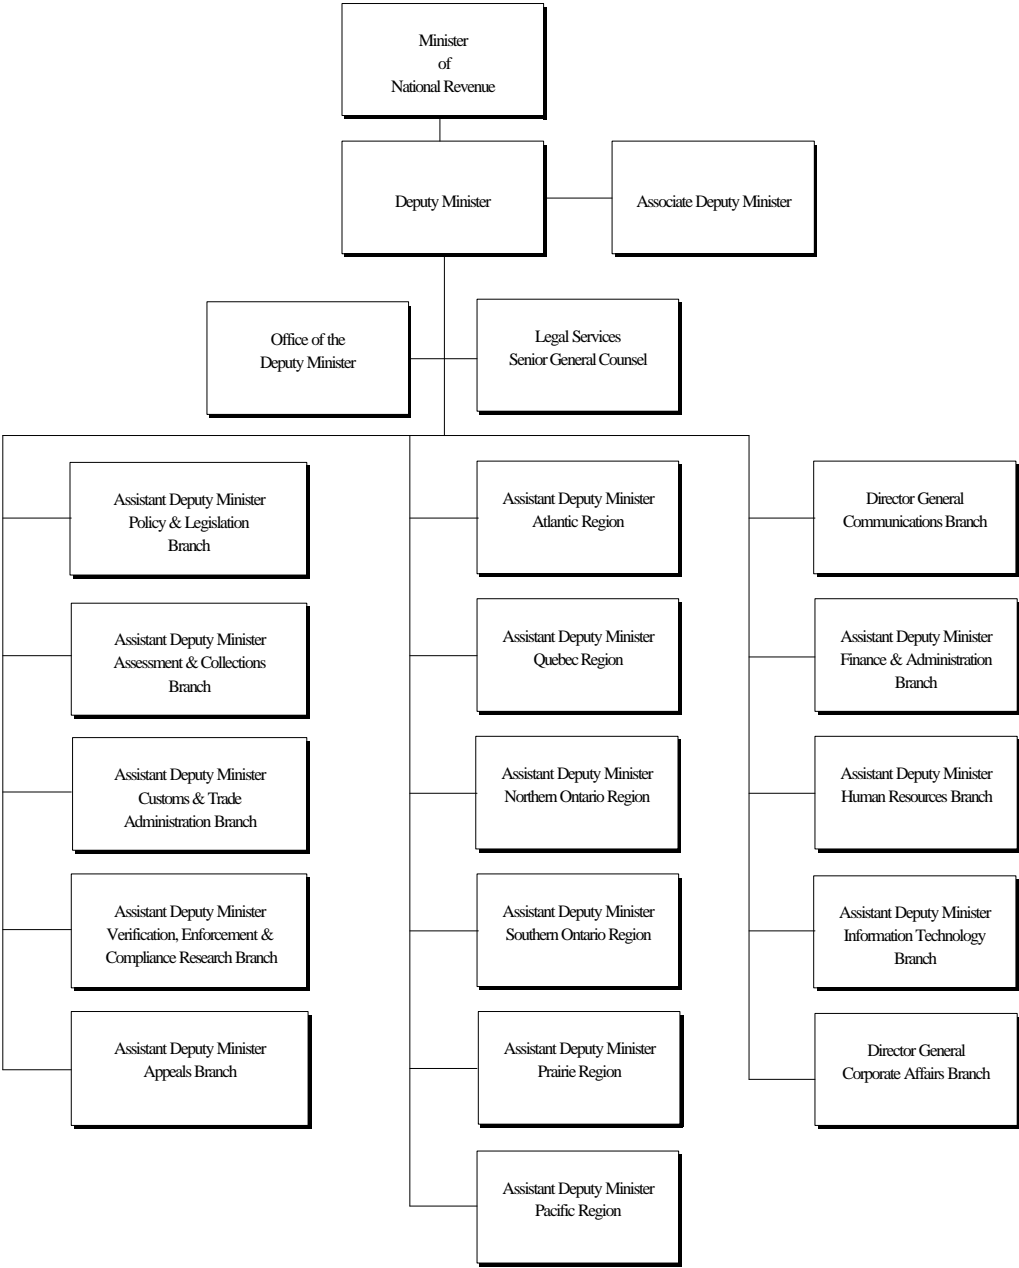 Minister
of
National Revenue
Deputy Minister
Associate Deputy Minister
Office of the
Deputy Minister
Legal Services
Senior General Counsel
Assistant Deputy Minister
Policy & Legislation
Branch
Assistant Deputy Minister
Assessment & Collections
Branch
Assistant Deputy Minister
Customs & Trade
Administration Branch
Assistant Deputy Minister
Verification, Enforcement &
Compliance Research Branch
Assistant Deputy Minister
Appeals Branch
Assistant Deputy Minister
Atlantic Region
Assistant Deputy Minister
Quebec Region
Assistant Deputy Minister
Northern Ontario Region
Assistant Deputy Minister
Southern Ontario Region
Assistant Deputy Minister
Prairie Region
Assistant Deputy Minister
Pacific Region
Director General
Communications Branch
Assistant Deputy Minister
Finance & Administration
Branch
Assistant Deputy Minister
Human Resources Branch
Assistant Deputy Minister
Information Technology
Branch
Director General
Corporate Affairs Branch